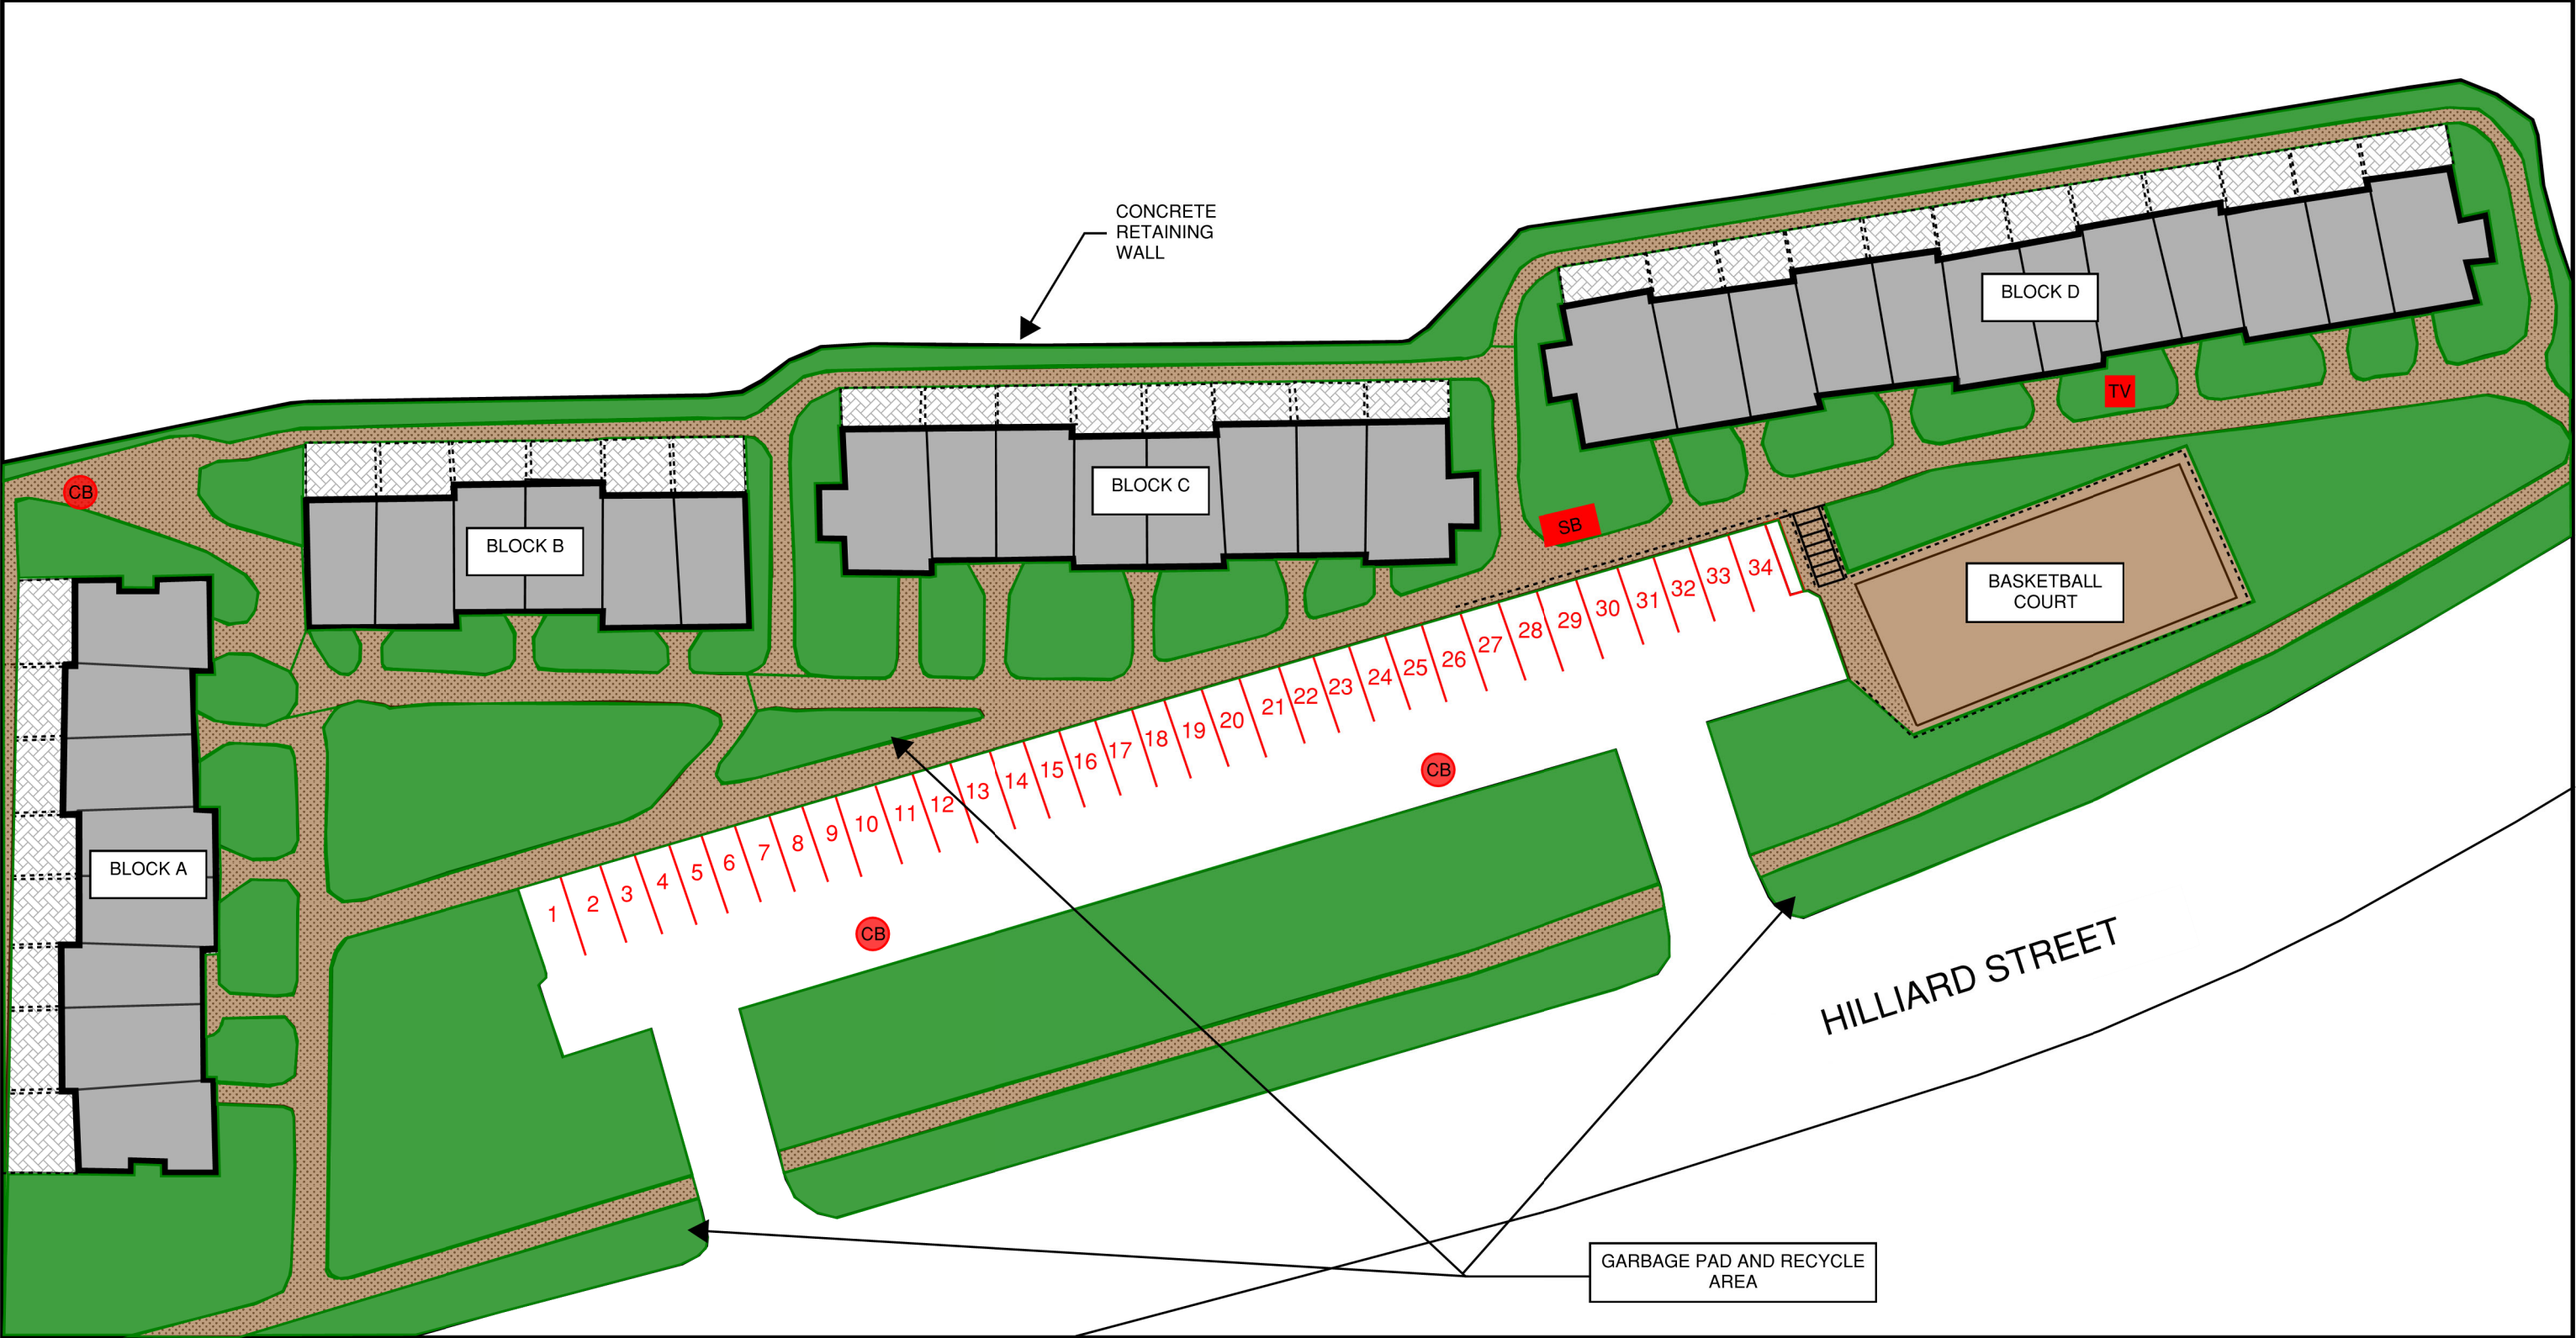 CONCRETE
RETAINING
WALL
BLOCK D
TV
CB
BLOCK C
BLOCK B
SB
BASKETBALL
COURT
BLOCK A
1
2
3
4
5
6
7
8
9
10
11
12
13
14
15
16
17
18
19
20
21
22
23
24
25
26
27
28
29
30
31
32
33
34
CB
CB
HILLIARD STREET
GARBAGE PAD AND RECYCLE
AREA